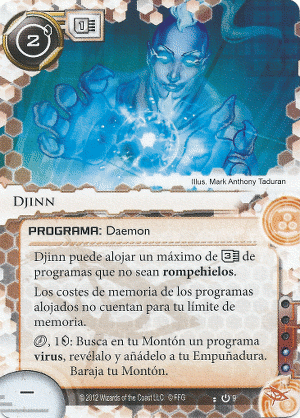 2
1
Illus. Mark Anthony Taduran
DJINN
PROGRAMA: Daemon
Djinn puede alojar un máximo de 3 de
programas que no sean rompehielos.
Los costes de memoria de los programas
alojados no cuentan para tu límite de
memoria.
, 1: Busca en tu Montón un programa
virus, revélalo y añádelo a tu Empuñadura.
Baraja tu Montón.
–
© 2012 Wizards of the Coast LLC. © FFG
9